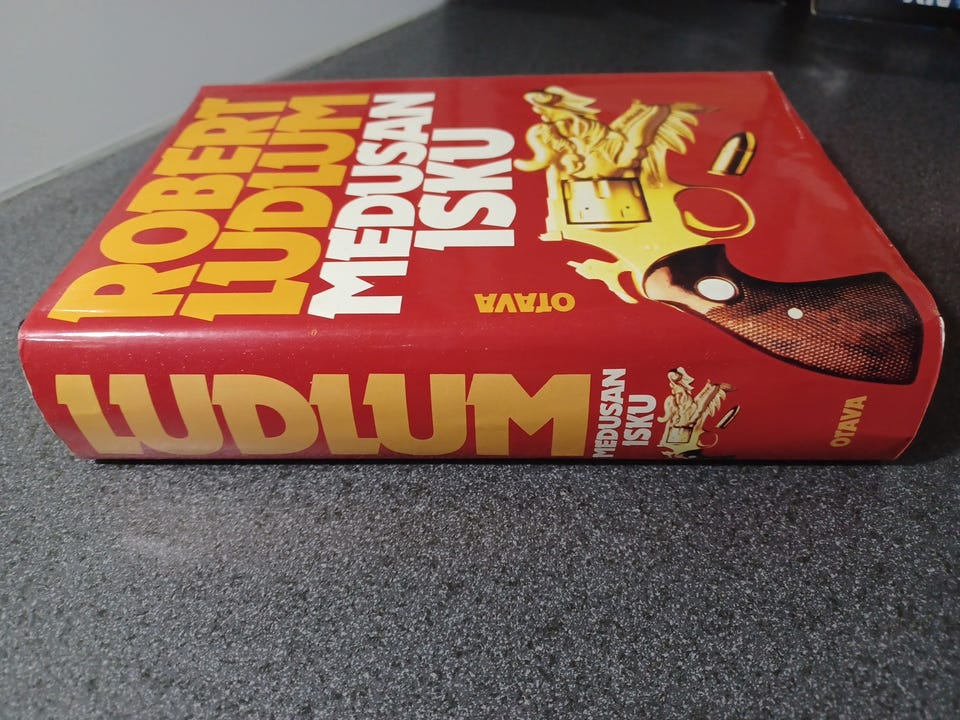 ROBERT
LUDLUM
MEDUSAN
ISKU
OTAVA
LUDLUM
MEDUSAN
ISKU
OTAVA